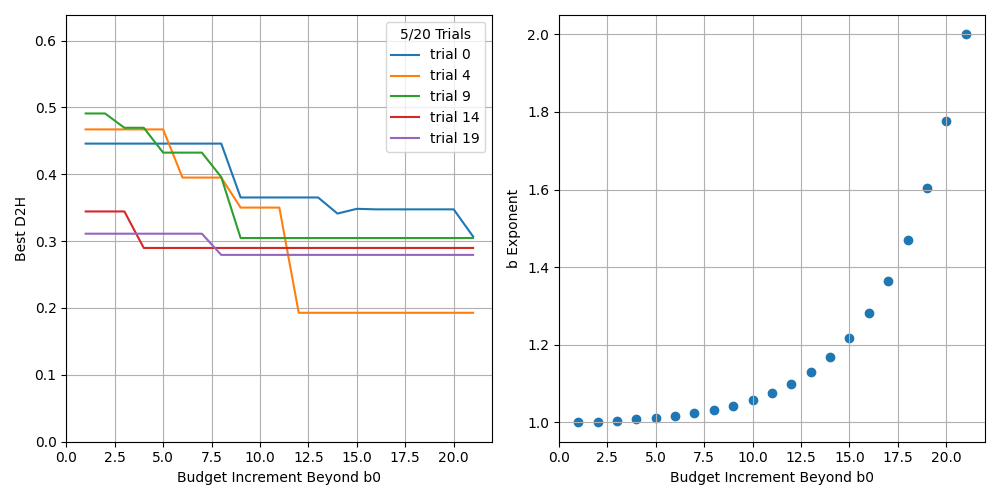 5/20 Trials
trial 0
trial 4
trial 9
trial 14
trial 19
0.6
0.5
0.4
0.3
0.2
0.1
0.0
Best D2H
0.0 2.5 5.0 7.5 10.0 12.5 15.0 17.5 20.0
Budget Increment Beyond b0
2.0
1.8
1.6
1.4
1.2
1.0
b Exponent
0.0 2.5 5.0 7.5 10.0 12.5 15.0 17.5 20.0
Budget Increment Beyond b0